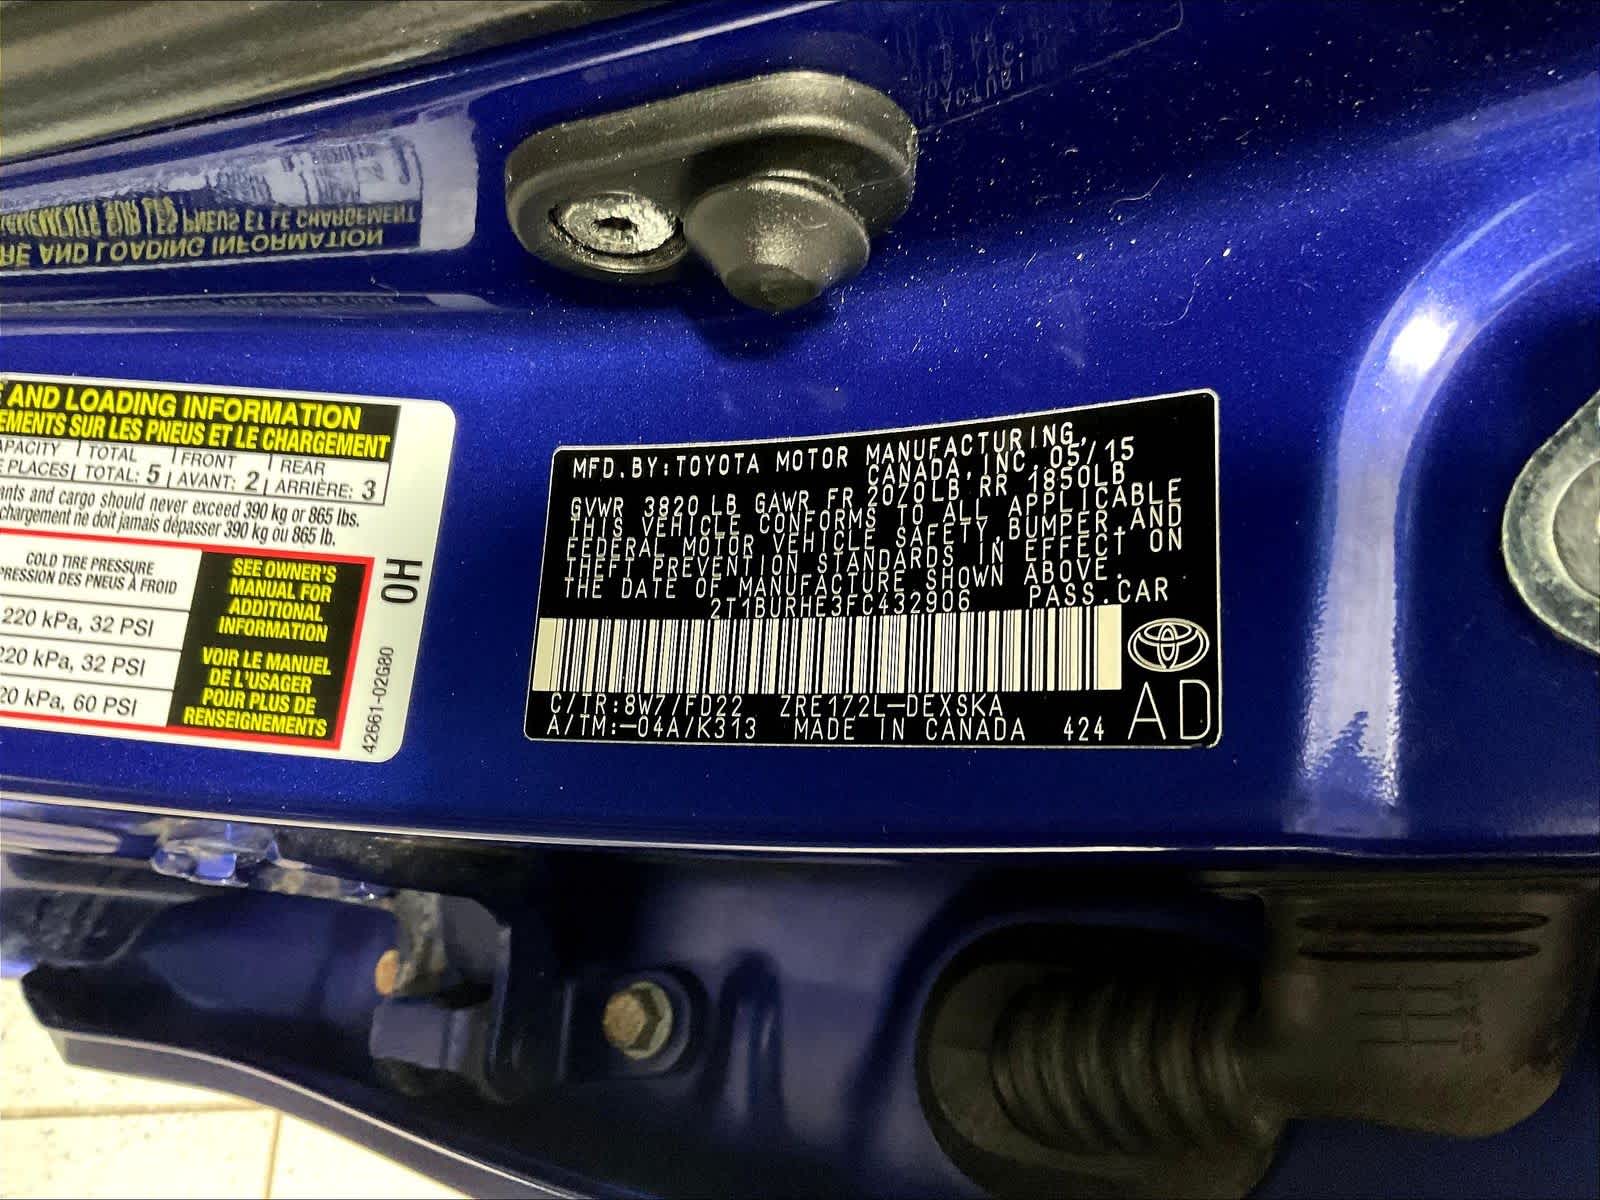 AND LOADING INFORMATION
EMENTS SUR LES PNEUS ET LE CHARGEMENT
APACITY TOTAL FRONT REAR
E PLACES TOTAL: 5 AVANT: 2 ARRIÈRE: 3
ants and cargo should never exceed 390 kg or 865 lbs.
chargement ne doit jamais dépasser 390 kg ou 865 lb.
COLD TIRE PRESSURE
PRESSION DES PNEUS À FROID
220 kPa, 32 PSI
220 kPa, 32 PSI
20 kPa, 60 PSI
SEE OWNER'S
MANUAL FOR
ADDITIONAL
INFORMATION
VOIR LE MANUEL
DE L'USAGER
POUR PLUS DE
RENSEIGNEMENTS
HO
42661-02G80
MFD.BY:TOYOTA MOTOR MANUFACTURING,
CANADA,INC.05/15
GVWR 3820 LB GAWR FR 2070LB RR 1850LB
THIS VEHICLE CONFORMS TO ALL APPLICABLE
FEDERAL MOTOR VEHICLE SAFETY,BUMPER,AND
THEFT PREVENTION STANDARDS IN EFFECT ON
THE DATE OF MANUFACTURE SHOWN ABOVE.
2T1BURHE3FC432906 PASS.CAR
C/TR:8W7/FD22 ZRE172L-DEXSKA
A/TM:-04A/K313 MADE IN CANADA 424
AD